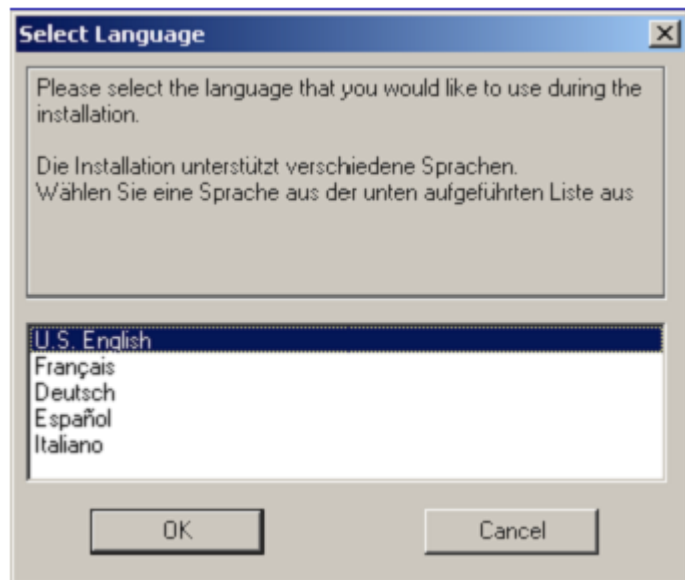 Select Language
Please select the language that you would like to use during the
installation.
Die Installation unterstützt verschiedene Sprachen.
Wählen Sie eine Sprache aus der unten aufgeführten Liste aus
U.S. English
Français
Deutsch
Español
Italiano
OK
Cancel